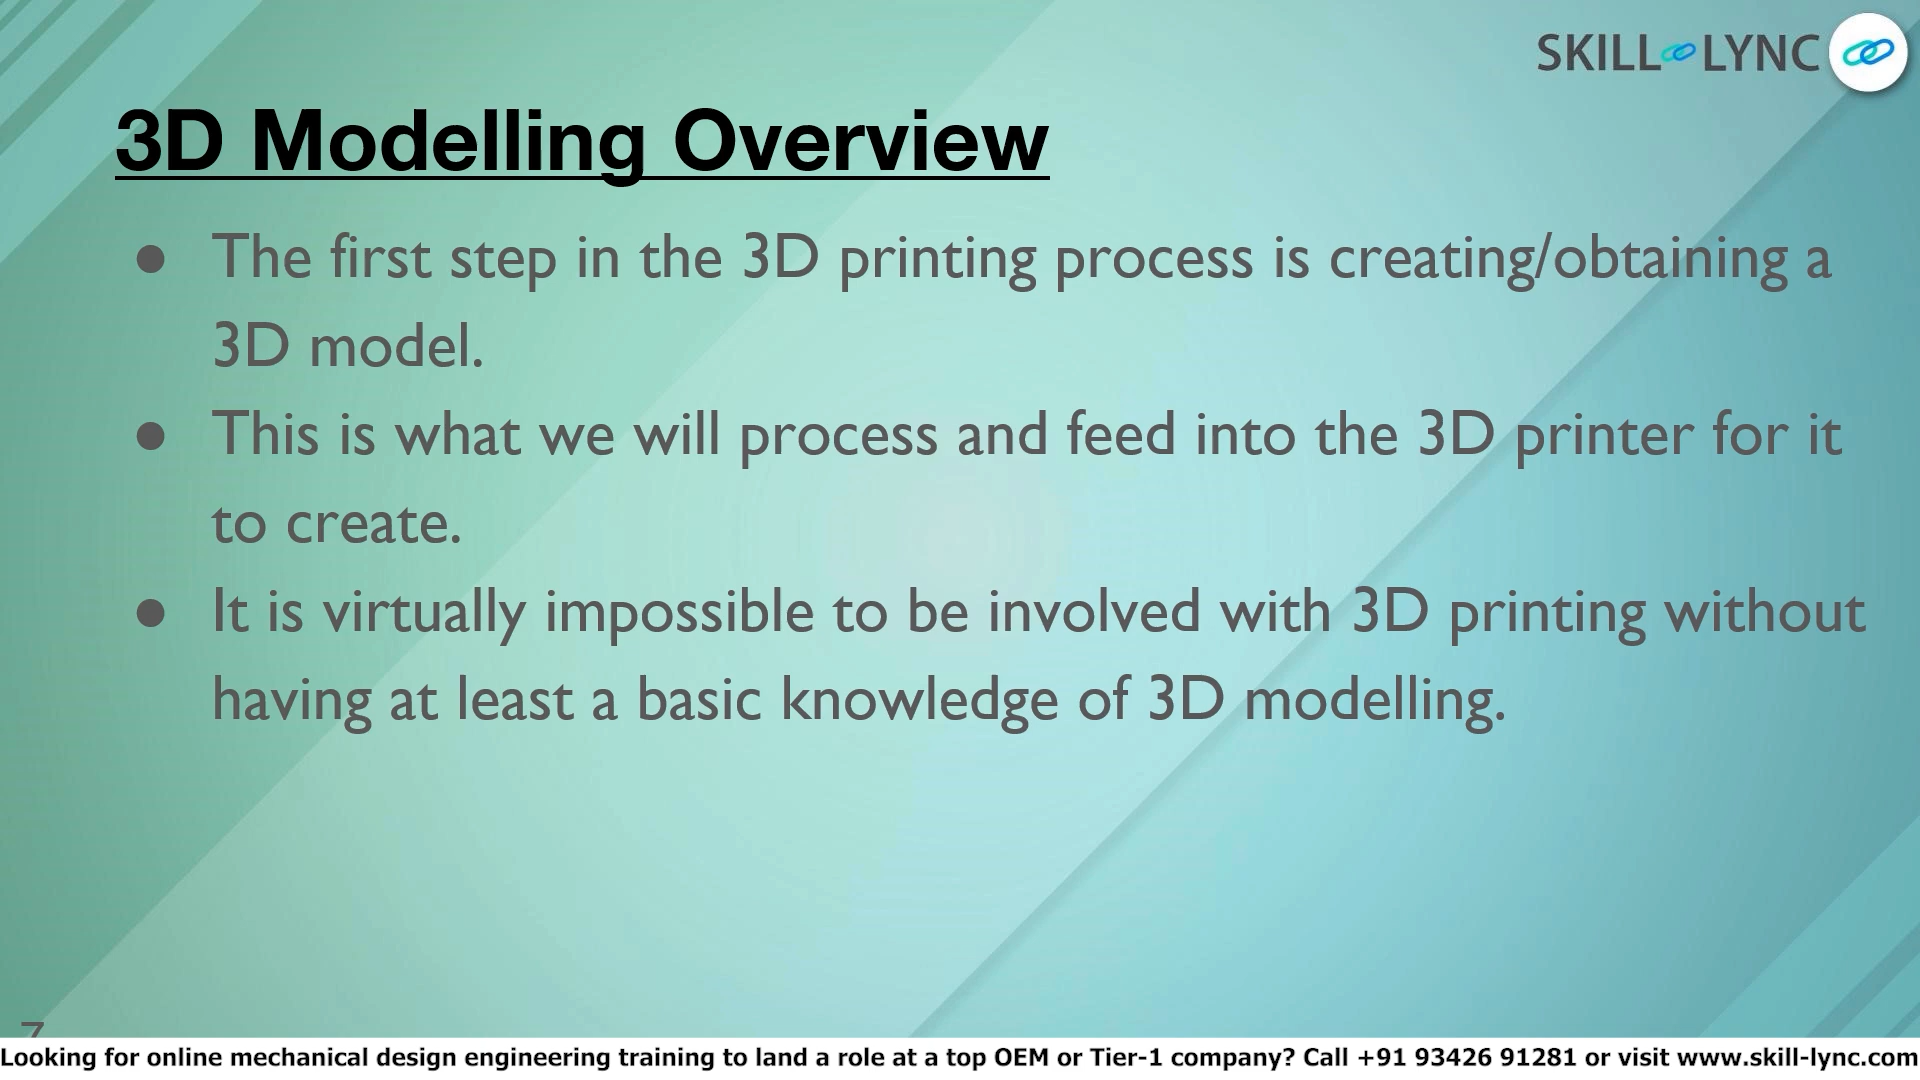 SKILL LYNC
3D Modelling Overview
● The first step in the 3D printing process is creating/obtaining a
3D model.
● This is what we will process and feed into the 3D printer for it
to create.
● It is virtually impossible to be involved with 3D printing without
having at least a basic knowledge of 3D modelling.
7
Looking for online mechanical design engineering training to land a role at a top OEM or Tier-1 company? Call +91 93426 91281 or visit www.skill-lync.com